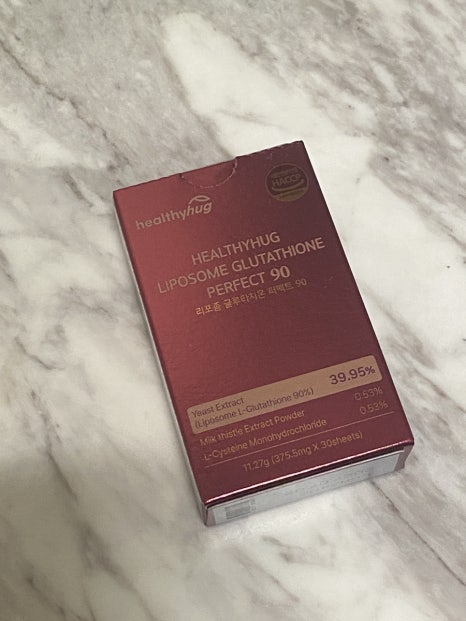 healthyhug
HACCP
HEALTHYHUG
LIPOSOME GLUTATHIONE
PERFECT 90
리포좀 글루타치온 퍼펙트 90
Yeast Extract
(Liposome L-Glutathione 90%) 39.95%
Milk thistle Extract Powder 0.53%
L-Cysteine Monohydrochloride 0.53%
11.27g (375.5mg X 30sheets)